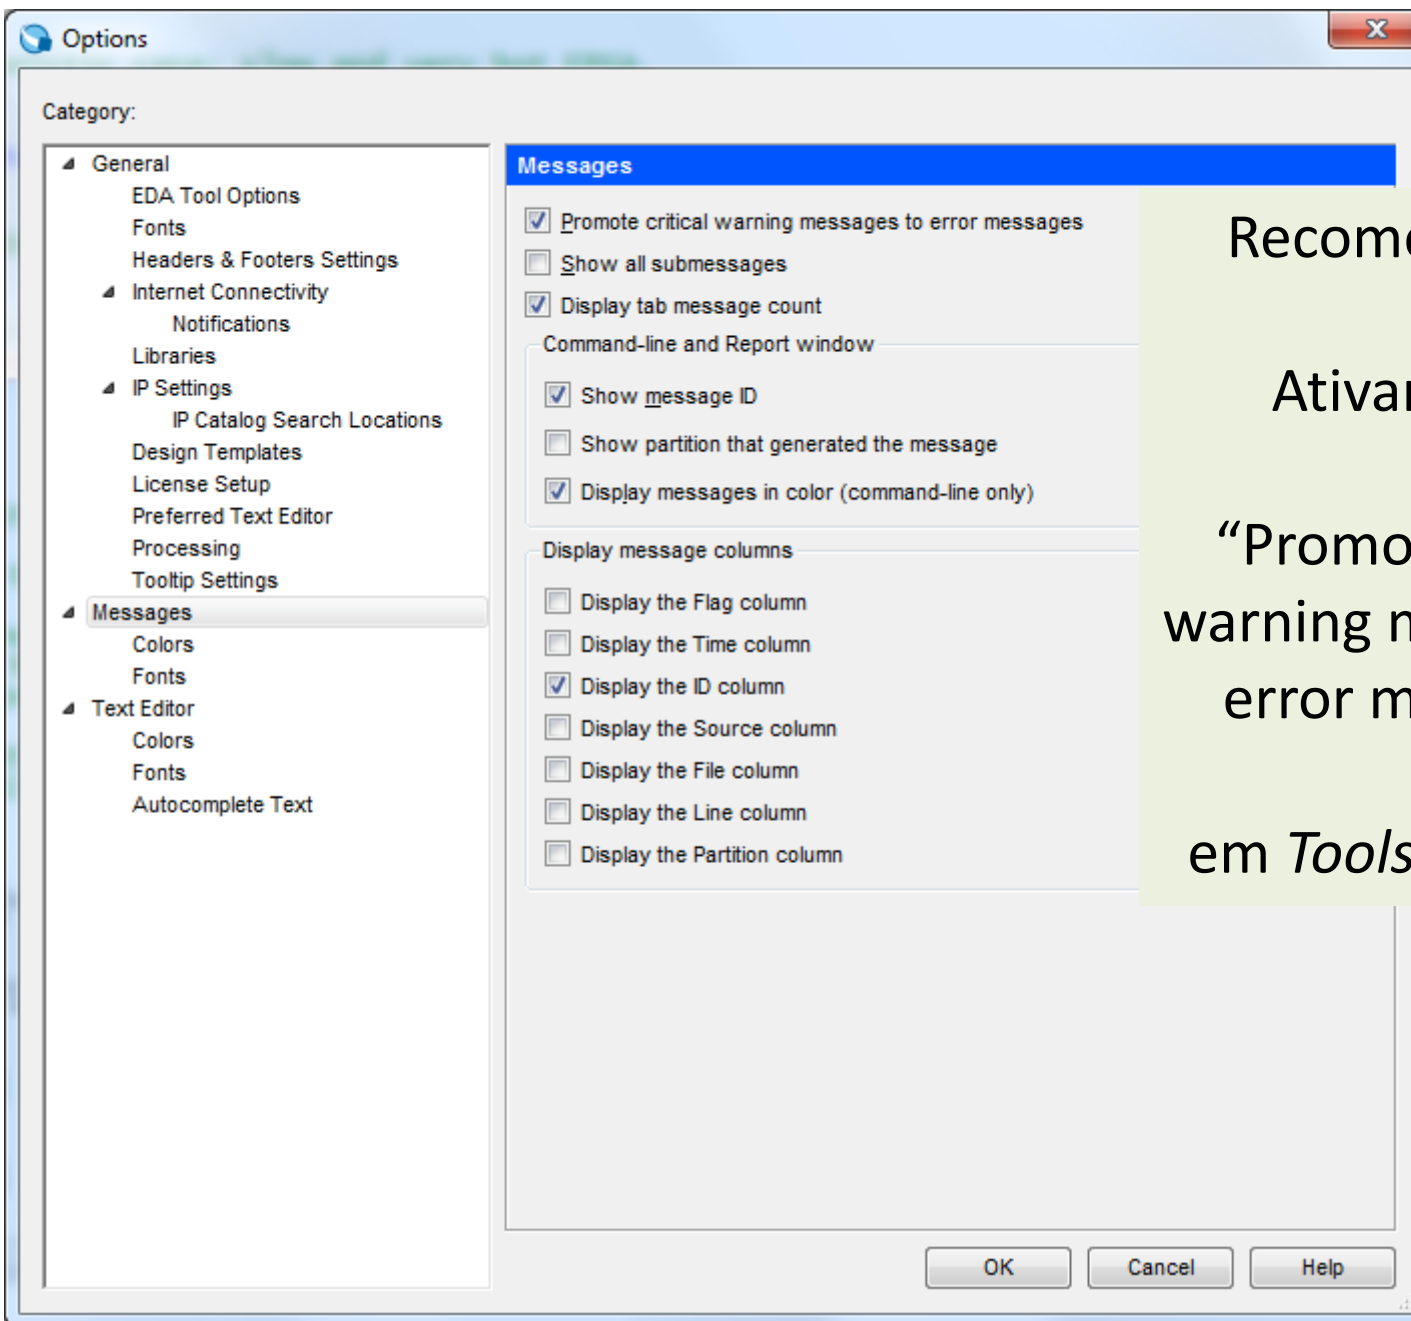 Options
Category:
General
EDA Tool Options
Fonts
Headers & Footers Settings
Internet Connectivity
Notifications
Libraries
IP Settings
IP Catalog Search Locations
Design Templates
License Setup
Preferred Text Editor
Processing
Tooltip Settings
Messages
Colors
Fonts
Text Editor
Colors
Fonts
Autocomplete Text
Messages
Promote critical warning messages to error messages
Show all submessages
Display tab message count
Command-line and Report window
Show message ID
Show partition that generated the message
Display messages in color (command-line only)
Display message columns
Display the Flag column
Display the Time column
Display the ID column
Display the Source column
Display the File column
Display the Line column
Display the Partition column
OK
Cancel
Help
warning
error
em Tools